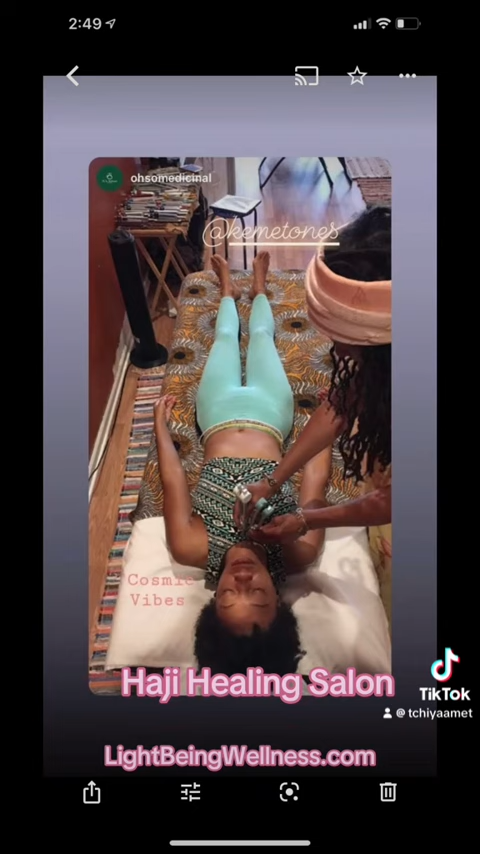 2:49
ohsomedicinal
@kemetones
Cosmic
Vibes
Haji Healing Salon
TikTok
@ tchiyaamet
LightBeingWellness.com